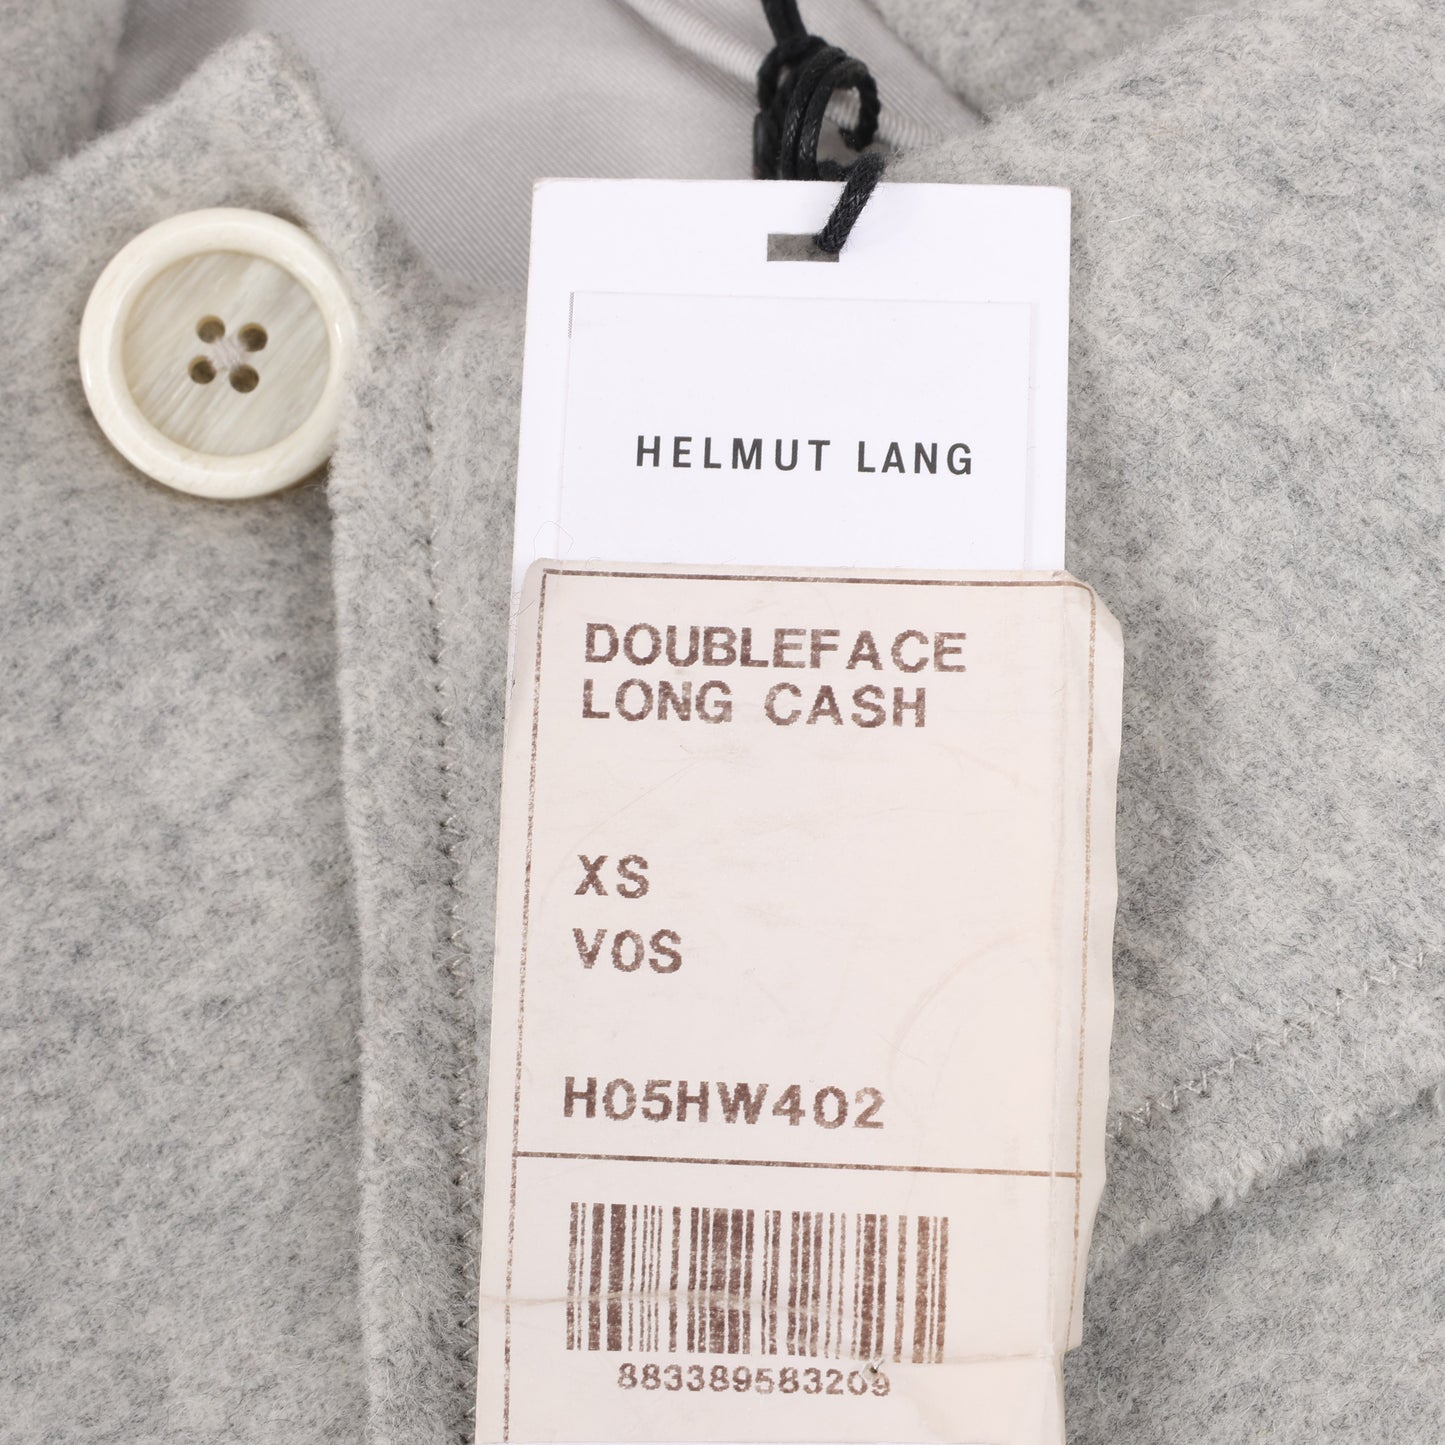 HELMUT LANG
DOUBLEFACE
LONG CASH
XS
V0S
H05HW402
883389583209